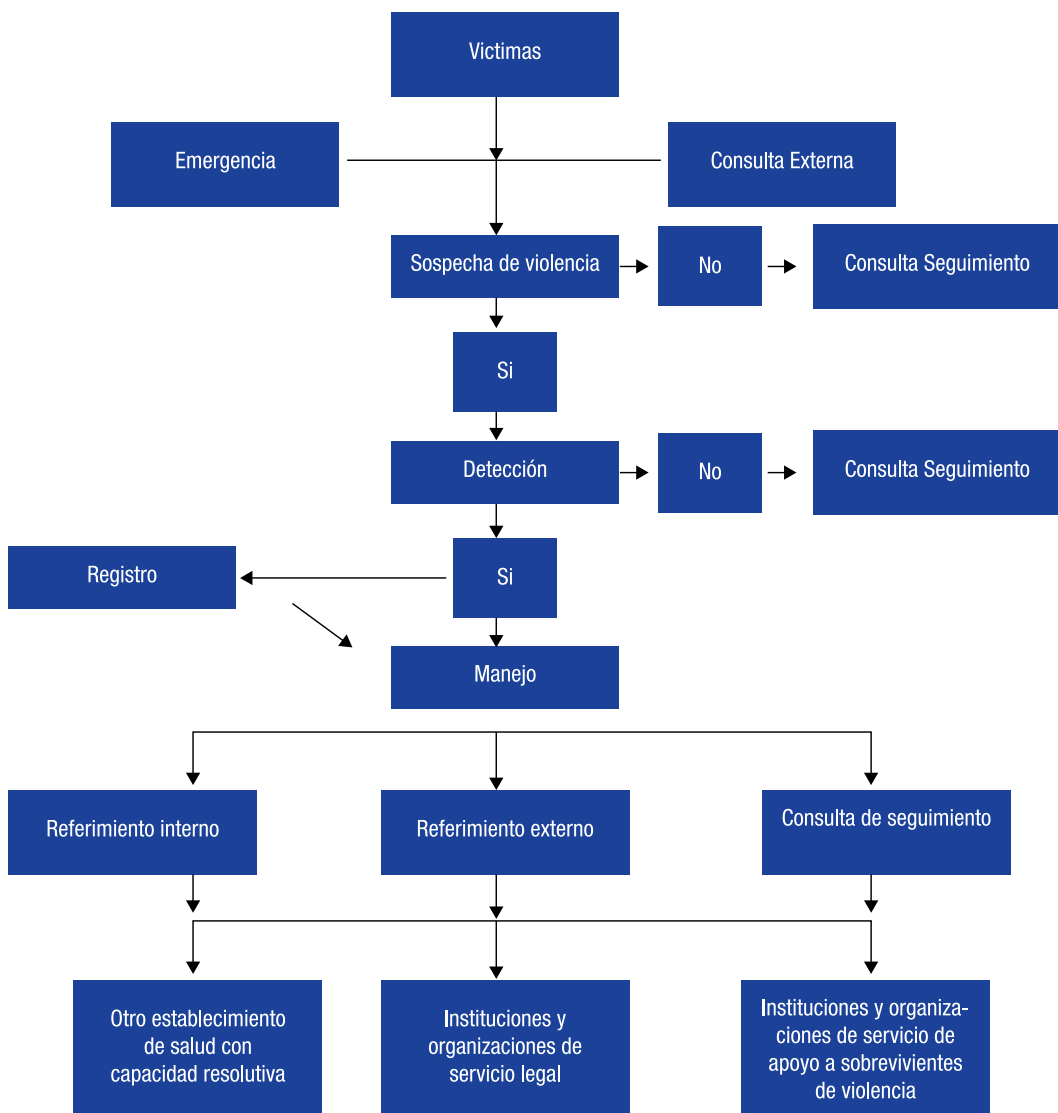 Victimas
Emergencia
Consulta Externa
Sospecha de violencia
No
Consulta Seguimiento
Si
Detección
No
Consulta Seguimiento
Registro
Si
Manejo
Referimiento interno
Referimiento externo
Consulta de seguimiento
Otro establecimiento
de salud con
capacidad resolutiva
Instituciones y
organizaciones de
servicio legal
Instituciones y organiza-
ciones de servicio de
apoyo a sobrevivientes
de violencia